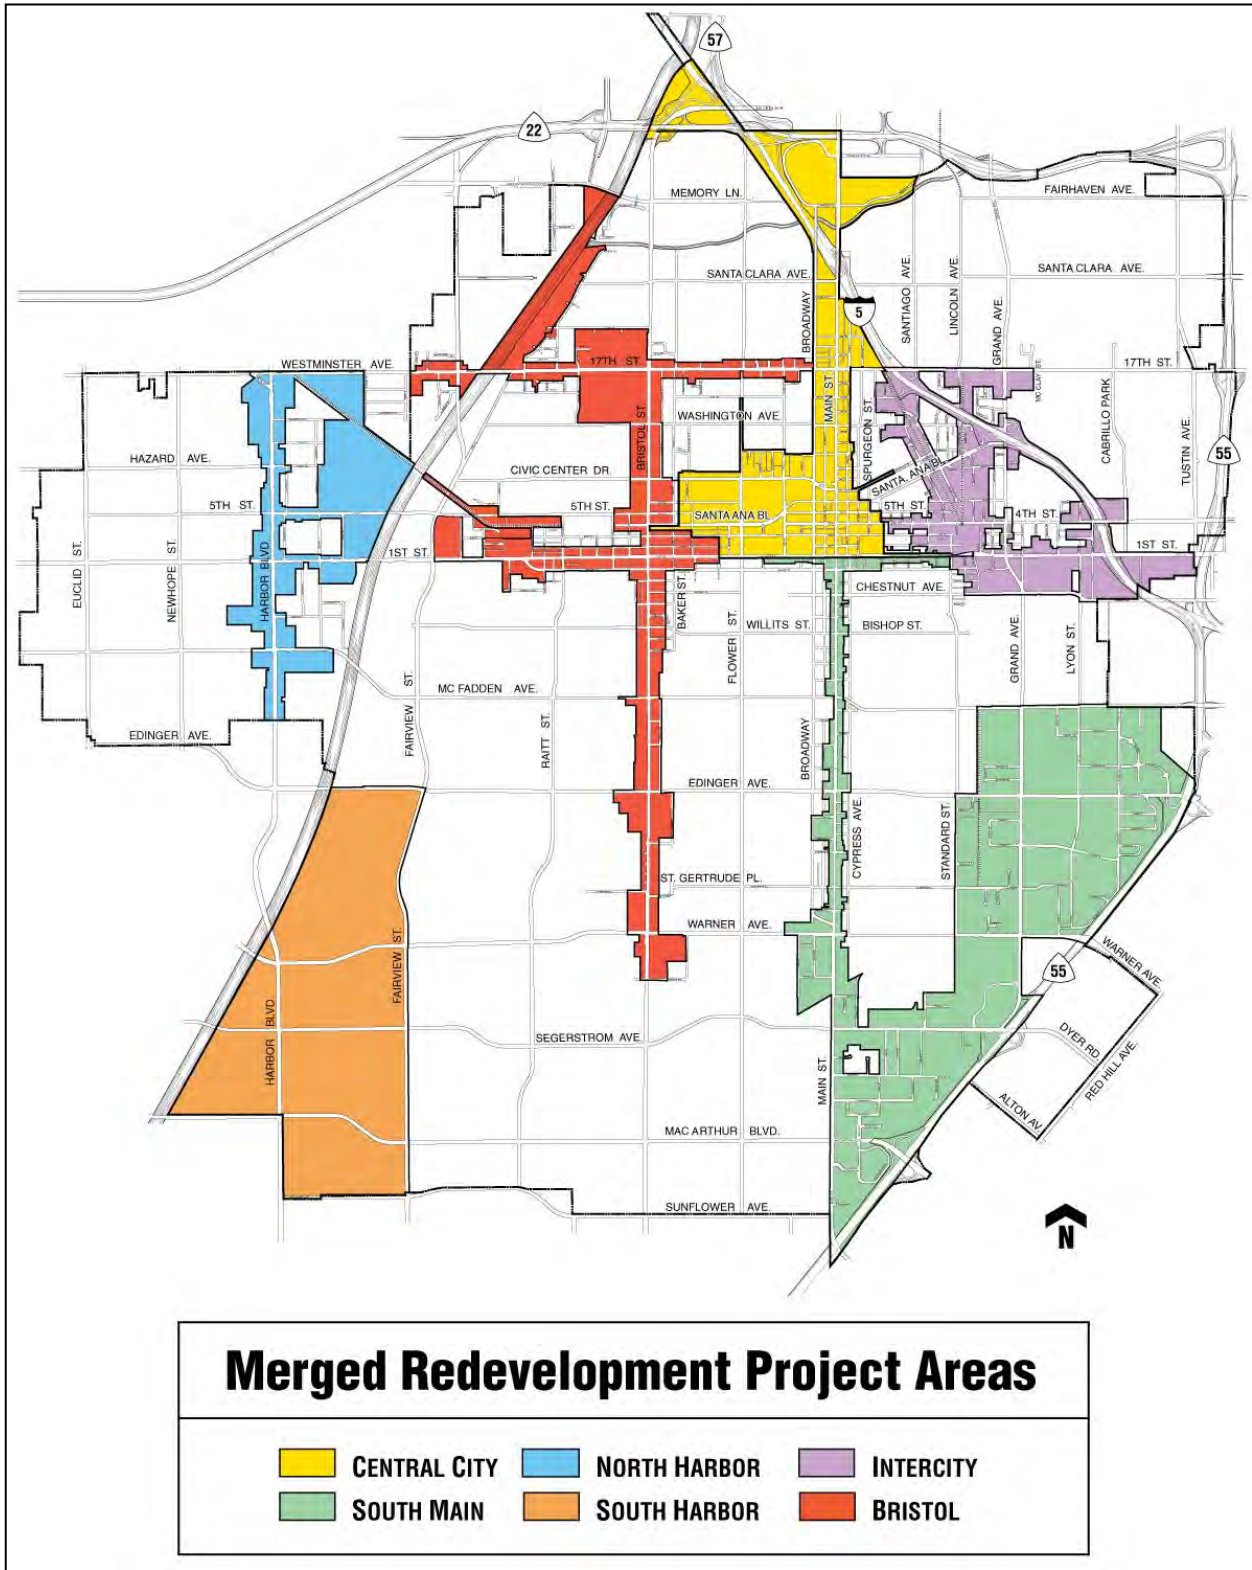 57
22
MEMORY LN.
FAIRHAVEN AVE.
SANTA CLARA AVE.
SANTA CLARA AVE.
BROADWAY
SANTIAGO AVE.
LINCOLN AVE.
GRAND AVE.
5
WESTMINSTER AVE.
17TH ST.
17TH ST.
MC CLAY ST.
MAIN ST.
BRISTOL ST.
WASHINGTON AVE.
SPURGEON ST.
CABRILLO PARK
TUSTIN AVE.
55
HAZARD AVE.
CIVIC CENTER DR.
SANTA. ANA BL
5TH ST.
5TH ST.
SANTA ANA BL
5TH ST.
4TH ST.
1ST ST.
1ST ST.
EUCLID ST.
NEWHOPE ST.
HARBOR BLVD
BAKER ST.
CHESTNUT AVE.
FLOWER ST.
WILLITS ST.
BISHOP ST.
GRAND AVE.
LYON ST.
FAIRVIEW ST.
MC FADDEN AVE.
RAITT ST.
EDINGER AVE.
BROADWAY
EDINGER AVE.
CYPRESS AVE.
STANDARD ST.
ST. GERTRUDE PL.
WARNER AVE.
FAIRVIEW ST.
WARNER AVE.
55
HARBOR BLVD
SEGERSTROM AVE.
DYER RD.
RED HILL AVE.
MAIN ST.
ALTON AV.
MAC ARTHUR BLVD.
SUNFLOWER AVE.
N
Merged Redevelopment Project Areas
CENTRAL CITY
NORTH HARBOR
INTERCITY
SOUTH MAIN
SOUTH HARBOR
BRISTOL